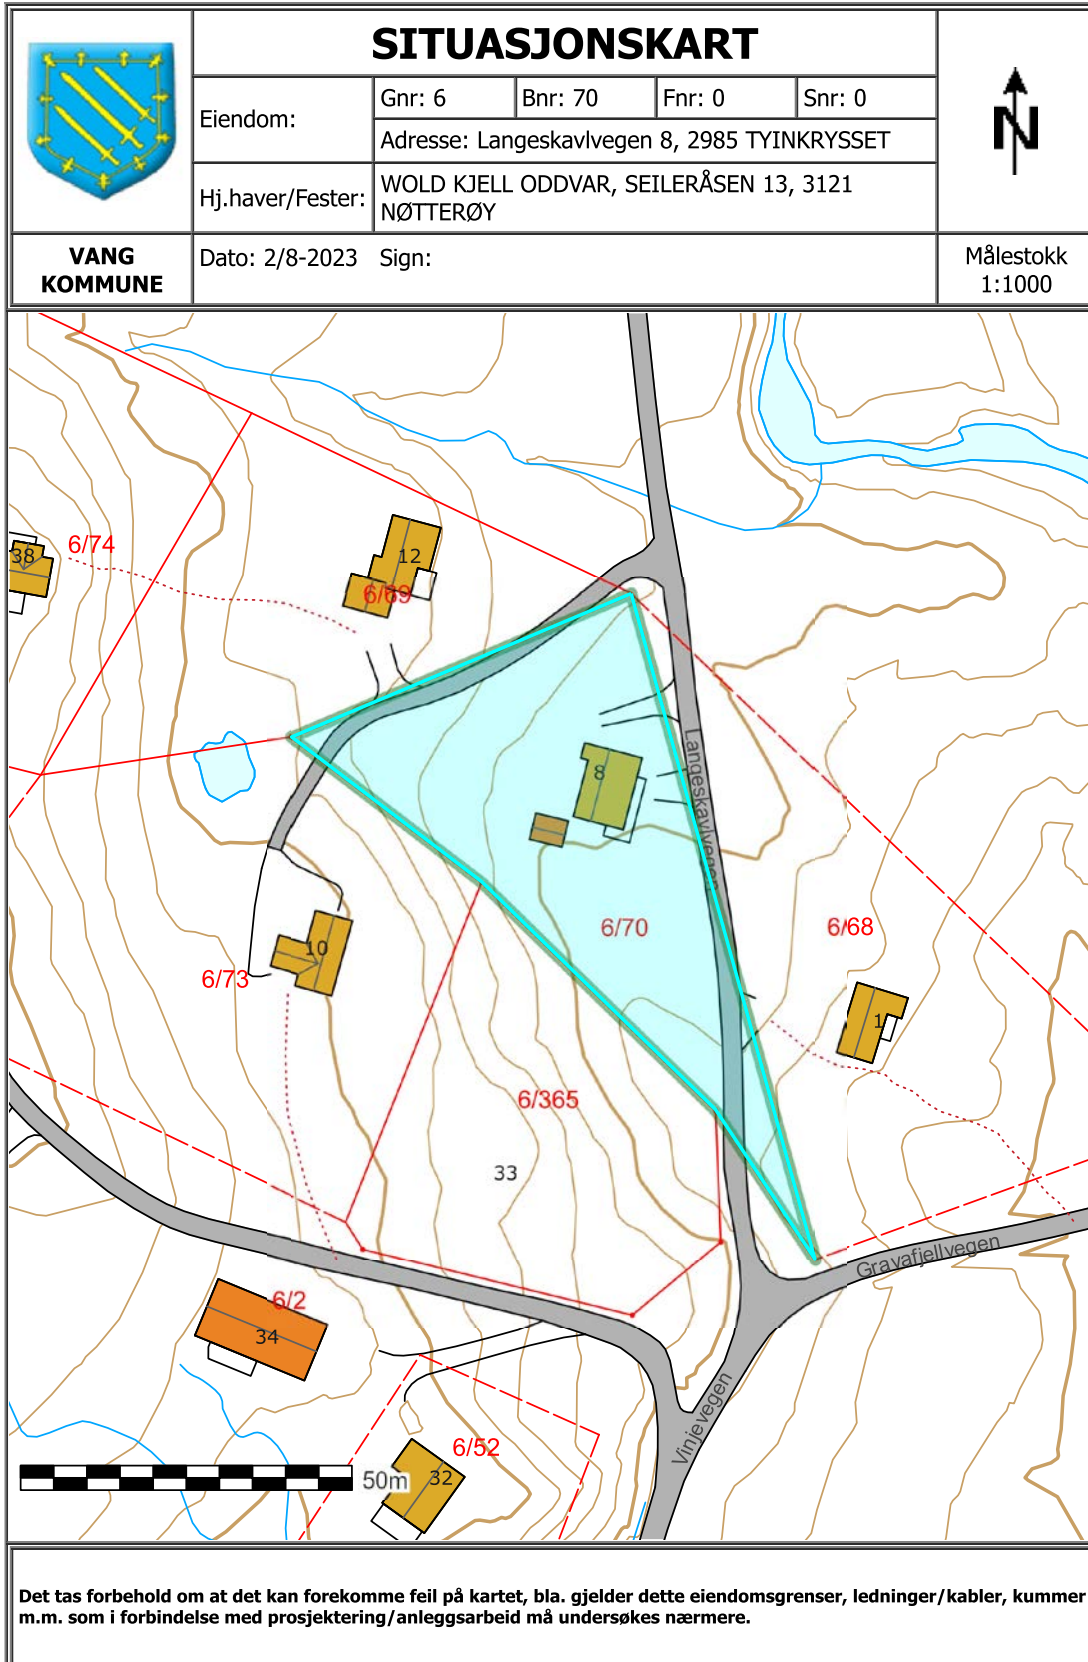 SITUASJONSKART
Eiendom:
Gnr: 6
Bnr: 70
Fnr: 0
Snr: 0
Adresse: Langeskavlvegen 8, 2985 TYINKRYSSET
Hj.haver/Fester:
WOLD KJELL ODDVAR, SEILERÅSEN 13, 3121
NØTTERØY
N
VANG
KOMMUNE
Dato: 2/8-2023 Sign:
Målestokk
1:1000
38
6/74
12
6/69
8
Langeskavlvegen
6/70
6/68
10
6/73
1
6/365
33
Gravafjellvegen
6/2
34
Vinjevegen
6/52
32
50m
Det tas forbehold om at det kan forekomme feil på kartet, bla. gjelder dette eiendomsgrenser, ledninger/kabler, kummer
m.m. som i forbindelse med prosjektering/anleggsarbeid må undersøkes nærmere.